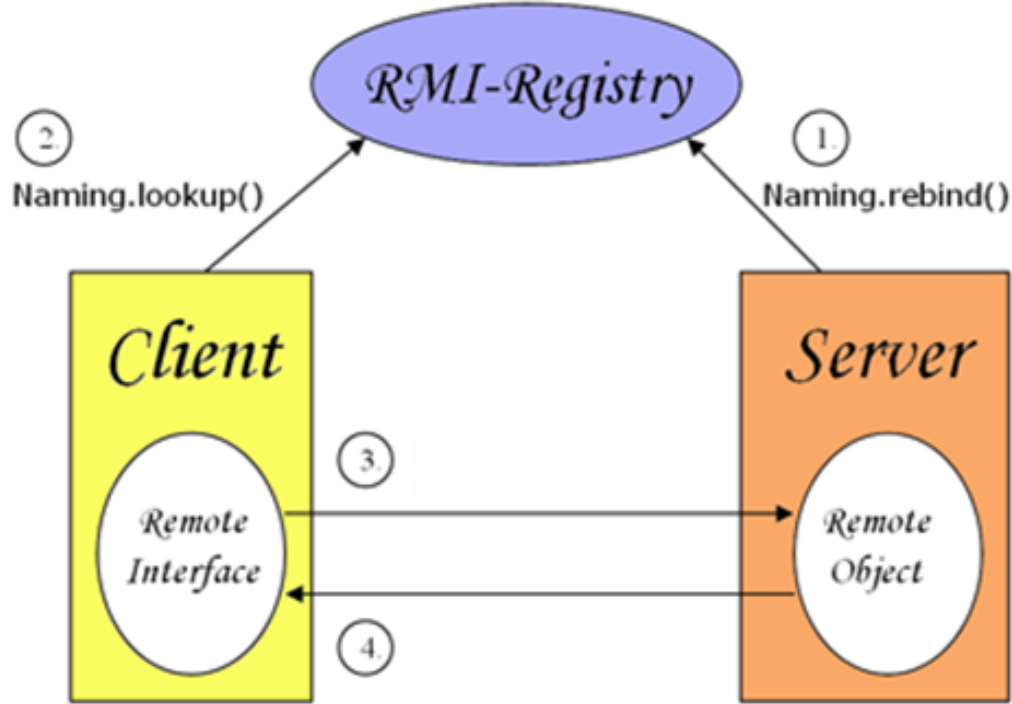 RMI-Registry
2.
1.
Naming.lookup()
Naming.rebind()
Client
Server
3.
Remote
Interface
Remote
Object
4.